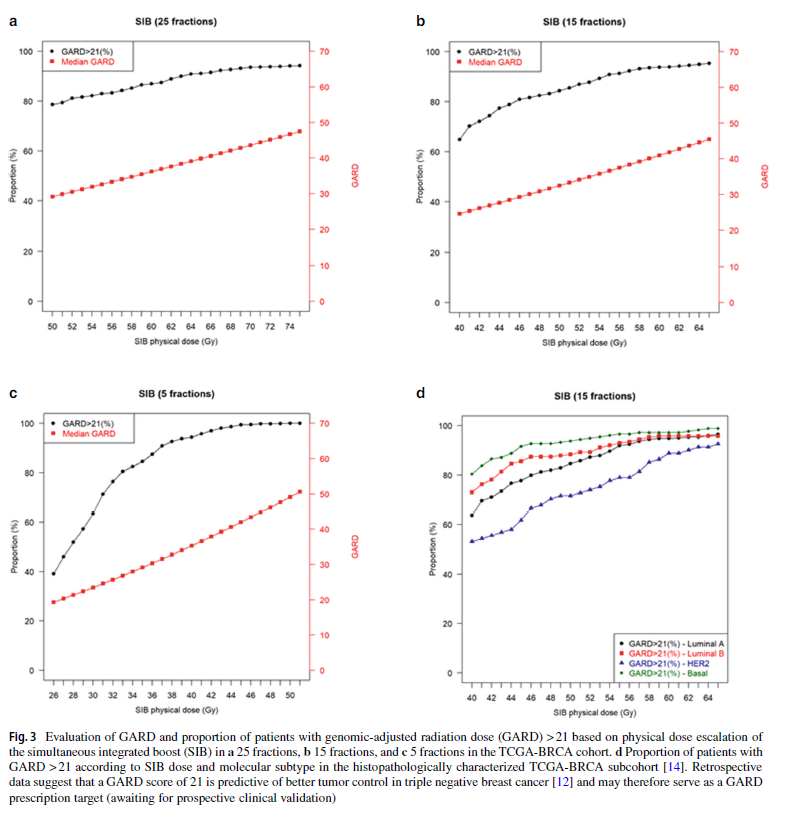 a
SIB (25 fractions)
GARD>21(%)
Median GARD
100
80
60
40
20
0
Proportion (%)
70
60
50
40
30
20
10
0
GARD
50 52 54 56 58 60 62 64 66 68 70 72 74
SIB physical dose (Gy)
b
SIB (15 fractions)
GARD>21(%)
Median GARD
100
80
60
40
20
0
Proportion (%)
70
60
50
40
30
20
10
0
GARD
40 42 44 46 48 50 52 54 56 58 60 62 64
SIB physical dose (Gy)
c
SIB (5 fractions)
GARD>21(%)
Median GARD
100
80
60
40
20
0
Proportion (%)
70
60
50
40
30
20
10
0
GARD
26 28 30 32 34 36 38 40 42 44 46 48 50
SIB physical dose (Gy)
d
SIB (15 fractions)
100
80
60
40
20
0
Proportion (%)
GARD>21(%) - Luminal A
GARD>21(%) - Luminal B
GARD>21(%) - HER2
GARD>21(%) - Basal
40 42 44 46 48 50 52 54 56 58 60 62 64
SIB physical dose (Gy)
Fig. 3 Evaluation of GARD and proportion of patients with genomic-adjusted radiation dose (GARD) >21 based on physical dose escalation of
the simultaneous integrated boost (SIB) in a 25 fractions, b 15 fractions, and c 5 fractions in the TCGA-BRCA cohort. d Proportion of patients with
GARD >21 according to SIB dose and molecular subtype in the histopathologically characterized TCGA-BRCA subcohort [14]. Retrospective
data suggest that a GARD score of 21 is predictive of better tumor control in triple negative breast cancer [12] and may therefore serve as a GARD
prescription target (awaiting for prospective clinical validation)